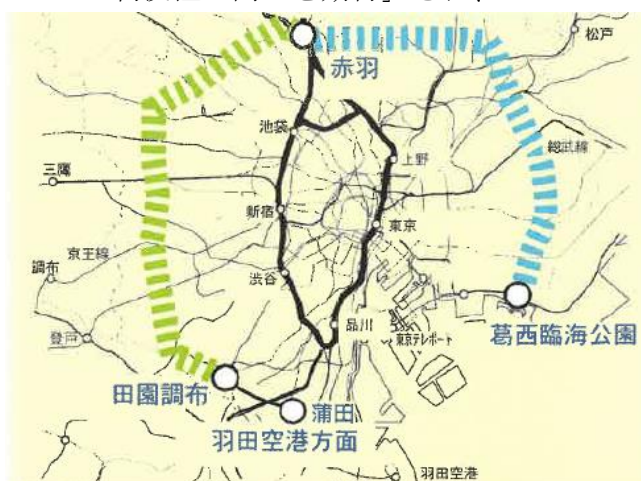 松戸
赤羽
池袋
上野
総武線
三鷹
新宿
東京
京王線
調布
渋谷
登戸
品川
東京テレポート
葛西臨海公園
田園調布
蒲田
羽田空港方面
羽田空港